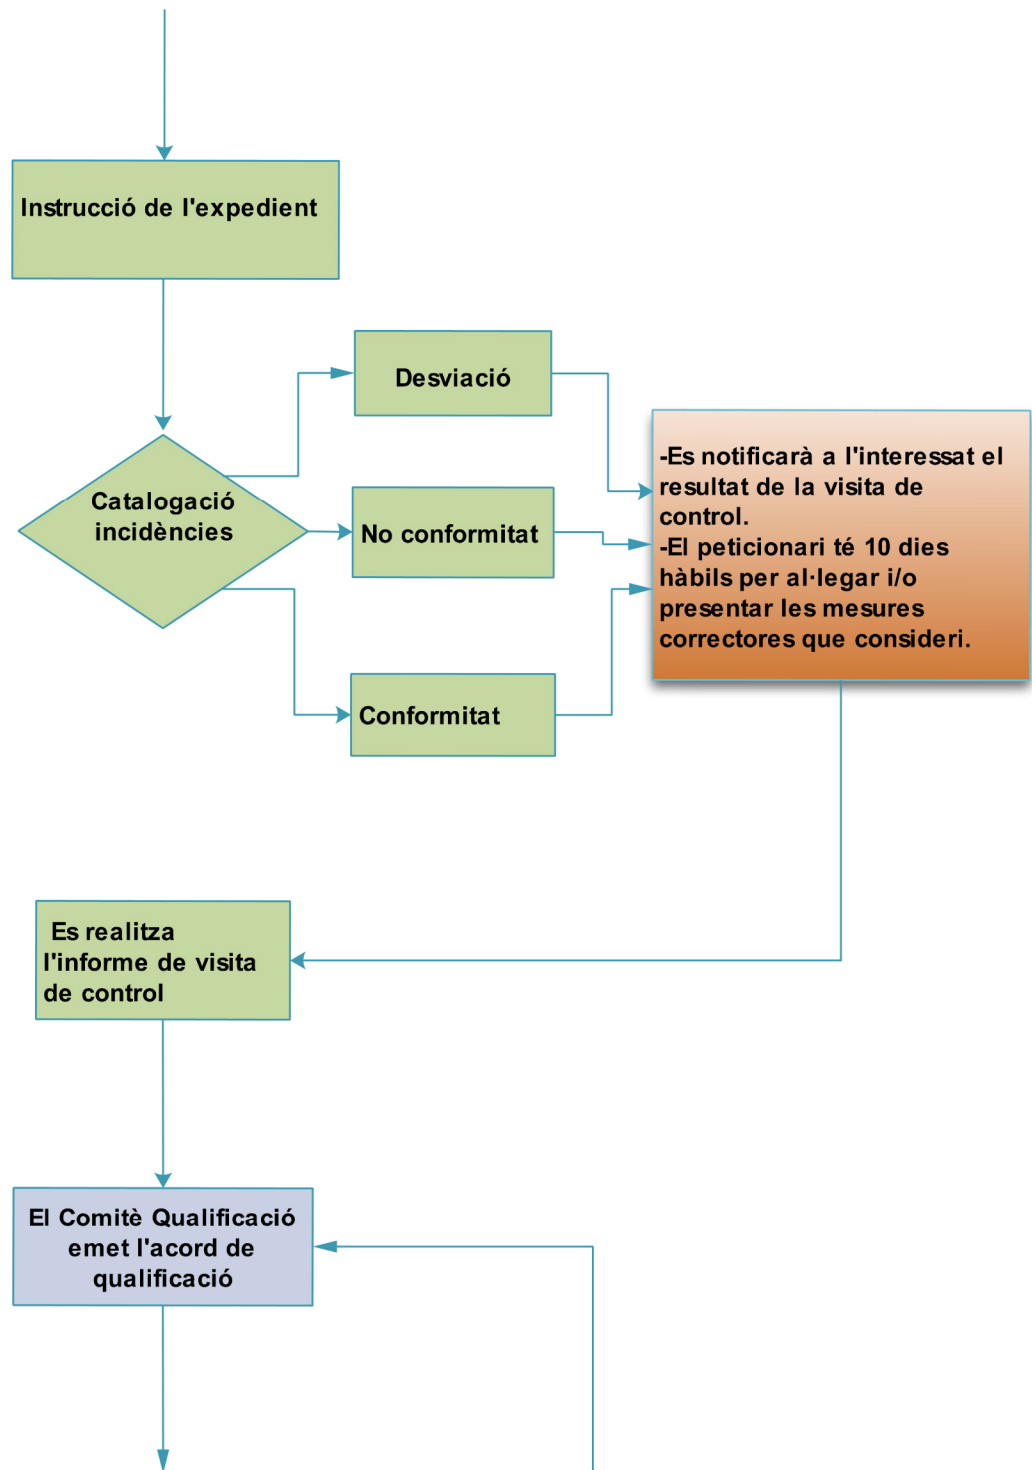 Instrucció de l'expedient
Desviació
Catalogació
incidències
No conformitat
Conformitat
-Es notificarà a l'interessat el
resultat de la visita de
control.
-El peticionari té 10 dies
hàbils per al·legar i/o
presentar les mesures
correctores que consideri.
Es realitza
l'informe de visita
de control
El Comitè Qualificació
emet l'acord de
qualificació